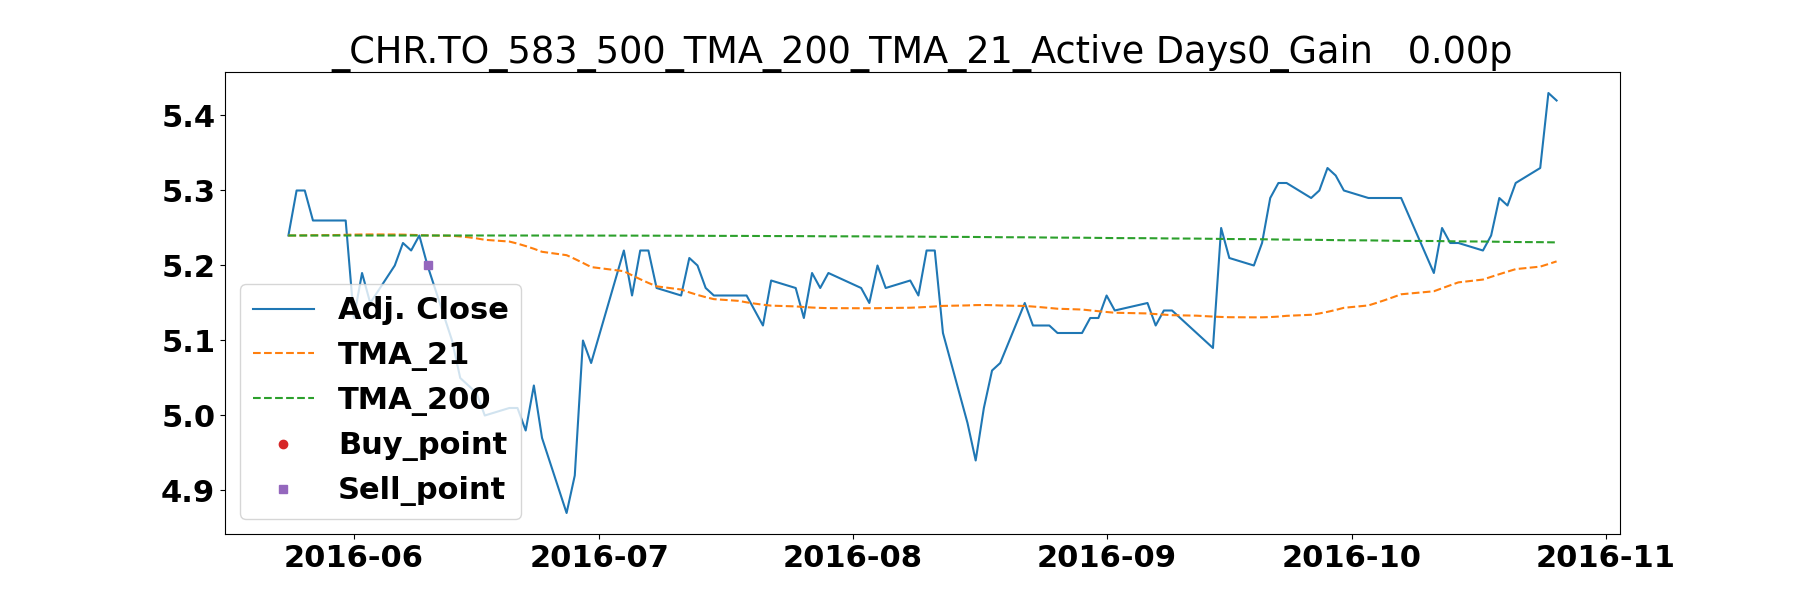 _CHR.TO_583_500_TMA_200_TMA_21_Active Days0_Gain   0.00p
5.4
5.3
5.2
5.1
5.0
4.9
Adj. Close
TMA_21
TMA_200
Buy_point
Sell_point
2016-06 2016-07 2016-08 2016-09 2016-10 2016-11